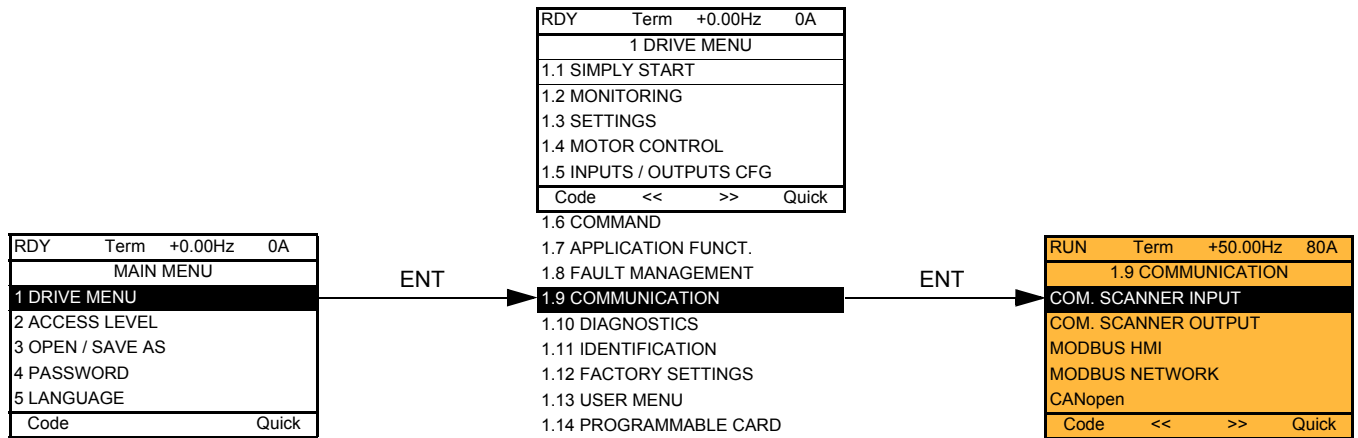 RDY Term +0.00Hz 0A
MAIN MENU
1 DRIVE MENU
2 ACCESS LEVEL
3 OPEN / SAVE AS
4 PASSWORD
5 LANGUAGE
Code Quick
ENT
RDY Term +0.00Hz 0A
1 DRIVE MENU
1.1 SIMPLY START
1.2 MONITORING
1.3 SETTINGS
1.4 MOTOR CONTROL
1.5 INPUTS / OUTPUTS CFG
Code << >> Quick
1.6 COMMAND
1.7 APPLICATION FUNCT.
1.8 FAULT MANAGEMENT
1.9 COMMUNICATION
1.10 DIAGNOSTICS
1.11 IDENTIFICATION
1.12 FACTORY SETTINGS
1.13 USER MENU
1.14 PROGRAMMABLE CARD
ENT
RUN Term +50.00Hz 80A
1.9 COMMUNICATION
COM. SCANNER INPUT
COM. SCANNER OUTPUT
MODBUS HMI
MODBUS NETWORK
CANopen
Code << >> Quick